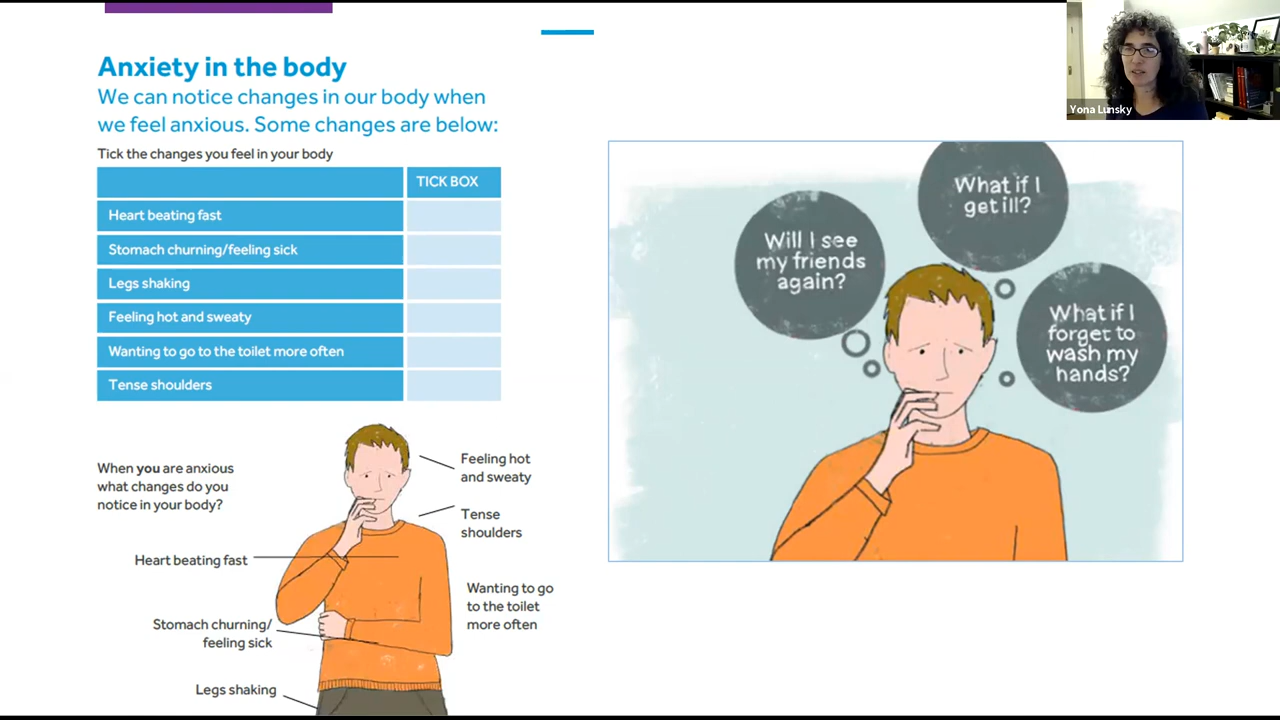 Anxiety in the body
We can notice changes in our body when
we feel anxious. Some changes are below:
Tick the changes you feel in your body
TICK BOX
Heart beating fast
Stomach churning/feeling sick
Legs shaking
Feeling hot and sweaty
Wanting to go to the toilet more often
Tense shoulders
When you are anxious
what changes do you
notice in your body?
Feeling hot
and sweaty
Tense
shoulders
Heart beating fast
Wanting to go
to the toilet
more often
Stomach churning/
feeling sick
Legs shaking
Will I see
my friends
again?
What if I
get ill?
What if I
forget to
wash my
hands?
Yona Lunsky